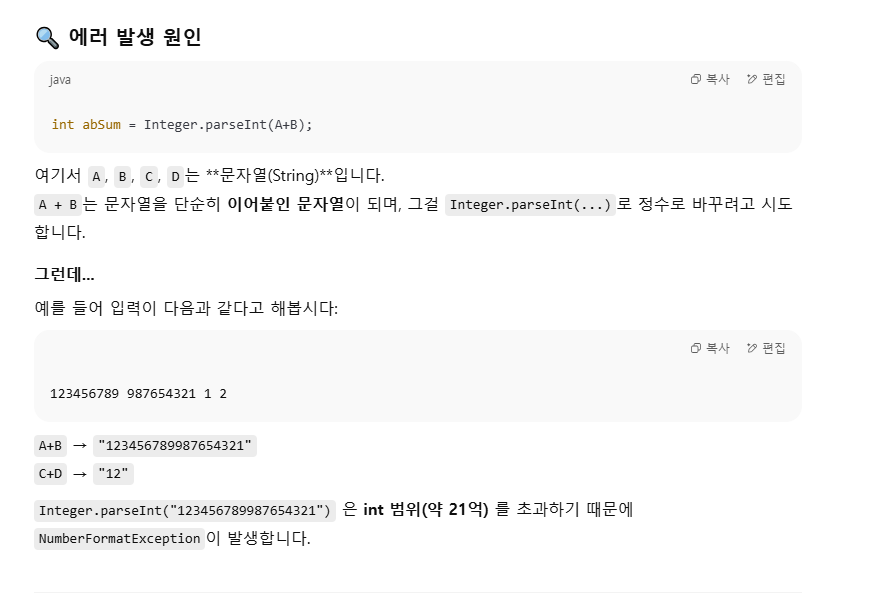 🔍 에러 발생 원인
java 복사 편집
int abSum = Integer.parseInt(A+B);
여기서 A, B, C, D는 **문자열(String)**입니다.
A + B는 문자열을 단순히 이어붙인 문자열이 되며, 그걸 Integer.parseInt(...)로 정수로 바꾸려고 시도
합니다.
그런데...
예를 들어 입력이 다음과 같다고 해봅시다:
복사 편집
123456789 987654321 1 2
A+B → "123456789987654321"
C+D → "12"
Integer.parseInt("123456789987654321") 은 int 범위(약 21억) 를 초과하기 때문에
NumberFormatException이 발생합니다.